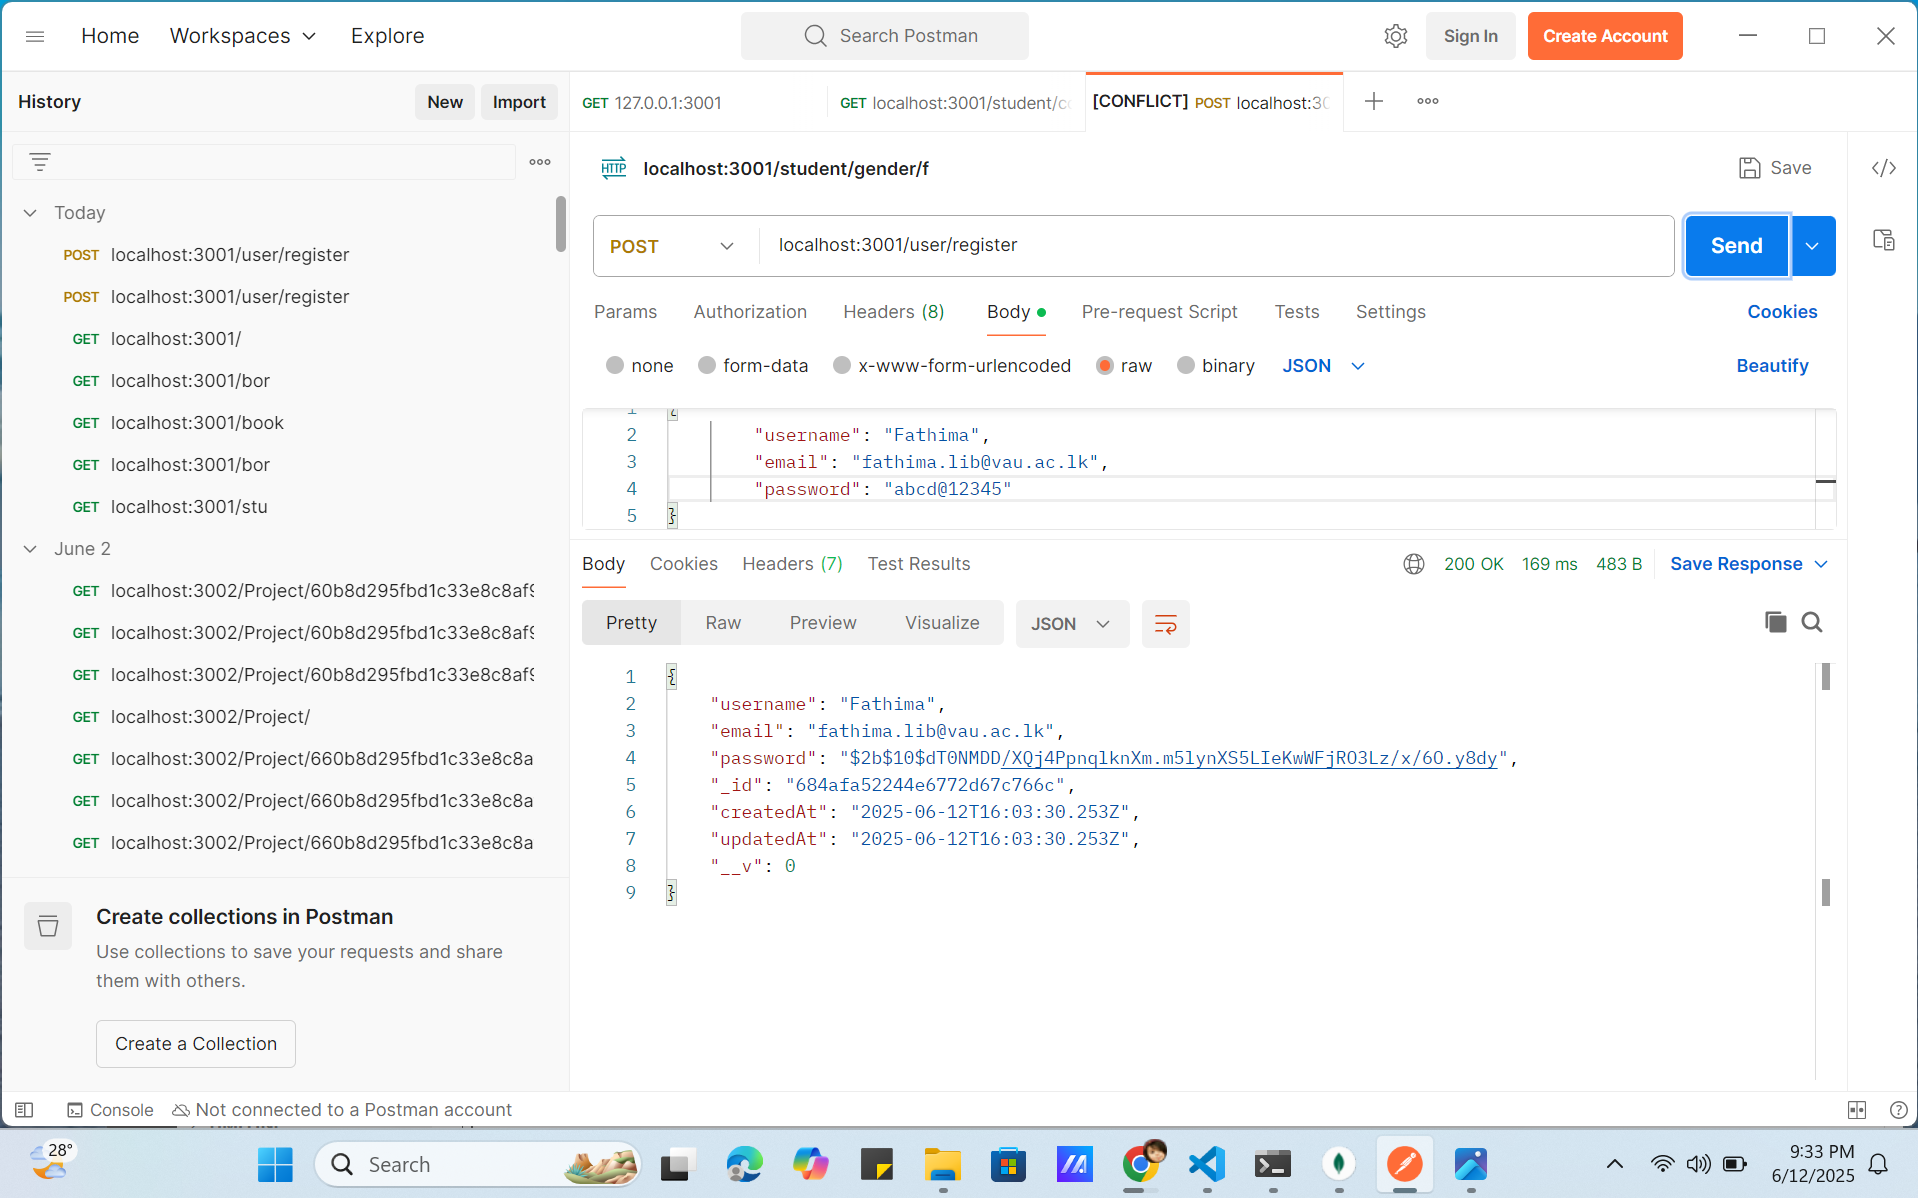 Home Workspaces Explore Search Postman Sign In Create Account
History New Import
GET 127.0.0.1:3001 GET localhost:3001/student/c [CONFLICT] POST localhost:30
localhost:3001/student/gender/f Save
Today
POST localhost:3001/user/register
POST localhost:3001/user/register
GET localhost:3001/
GET localhost:3001/bor
GET localhost:3001/book
GET localhost:3001/bor
GET localhost:3001/stu
June 2
GET localhost:3002/Project/60b8d295fbd1c33e8c8af9
GET localhost:3002/Project/60b8d295fbd1c33e8c8af9
GET localhost:3002/Project/60b8d295fbd1c33e8c8af9
GET localhost:3002/Project/
GET localhost:3002/Project/660b8d295fbd1c33e8c8a
GET localhost:3002/Project/660b8d295fbd1c33e8c8a
GET localhost:3002/Project/660b8d295fbd1c33e8c8a
Create collections in Postman
Use collections to save your requests and share
them with others.
Create a Collection
POST localhost:3001/user/register Send
Params Authorization Headers (8) Body Pre-request Script Tests Settings Cookies
none form-data x-www-form-urlencoded raw binary JSON Beautify
1 {
2 "username": "Fathima",
3 "email": "fathima.lib@vau.ac.lk",
4 "password": "abcd@12345"
5 }
Body Cookies Headers (7) Test Results 200 OK 169 ms 483 B Save Response
Pretty Raw Preview Visualize JSON
1 {
2 "username": "Fathima",
3 "email": "fathima.lib@vau.ac.lk",
4 "password": "$2b$10$dT0NMDD/XQj4PpnqlknXm.m5lynXS5LIeKwWFjRO3Lz/x/6O.y8dy",
5 "_id": "684afa52244e6772d67c766c",
6 "createdAt": "2025-06-12T16:03:30.253Z",
7 "updatedAt": "2025-06-12T16:03:30.253Z",
8 "__v": 0
9 }
Console Not connected to a Postman account
28° Search 9:33 PM
6/12/2025